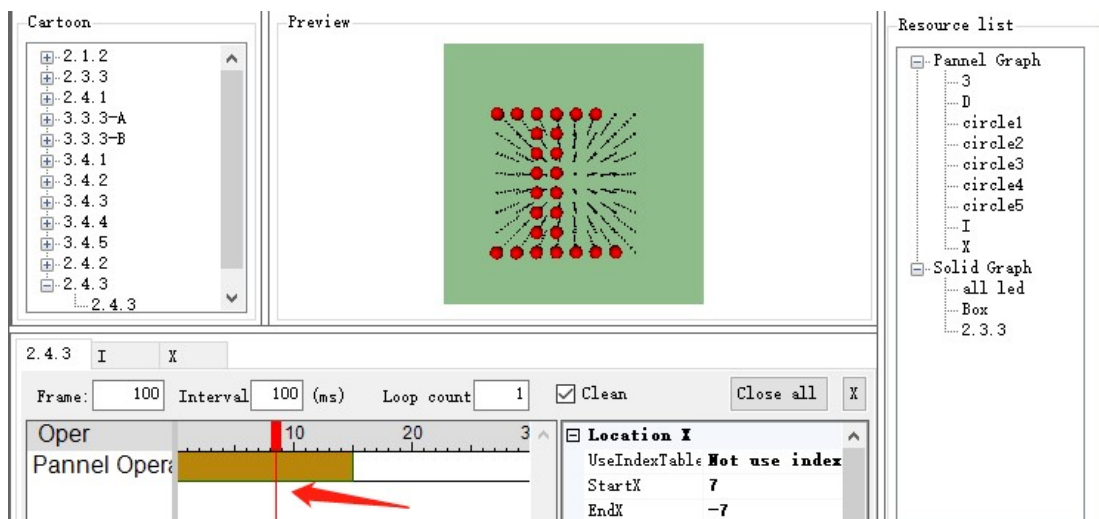 Cartoon
2.1.2
2.3.3
2.4.1
3.3.3-A
3.3.3-B
3.4.1
3.4.2
3.4.3
3.4.4
3.4.5
2.4.2
2.4.3
2.4.3
Preview
Resource list
Pannel Graph
3
D
circle1
circle2
circle3
circle4
circle5
I
X
Solid Graph
all led
Box
2.3.3
2.4.3 I X
Frame: 100 Interval 100 (ms) Loop count 1 Clean Close all X
Oper 10 20 3
Pannel Opera
Location X
UseIndexTable Not use index
StartX 7
EndX -7